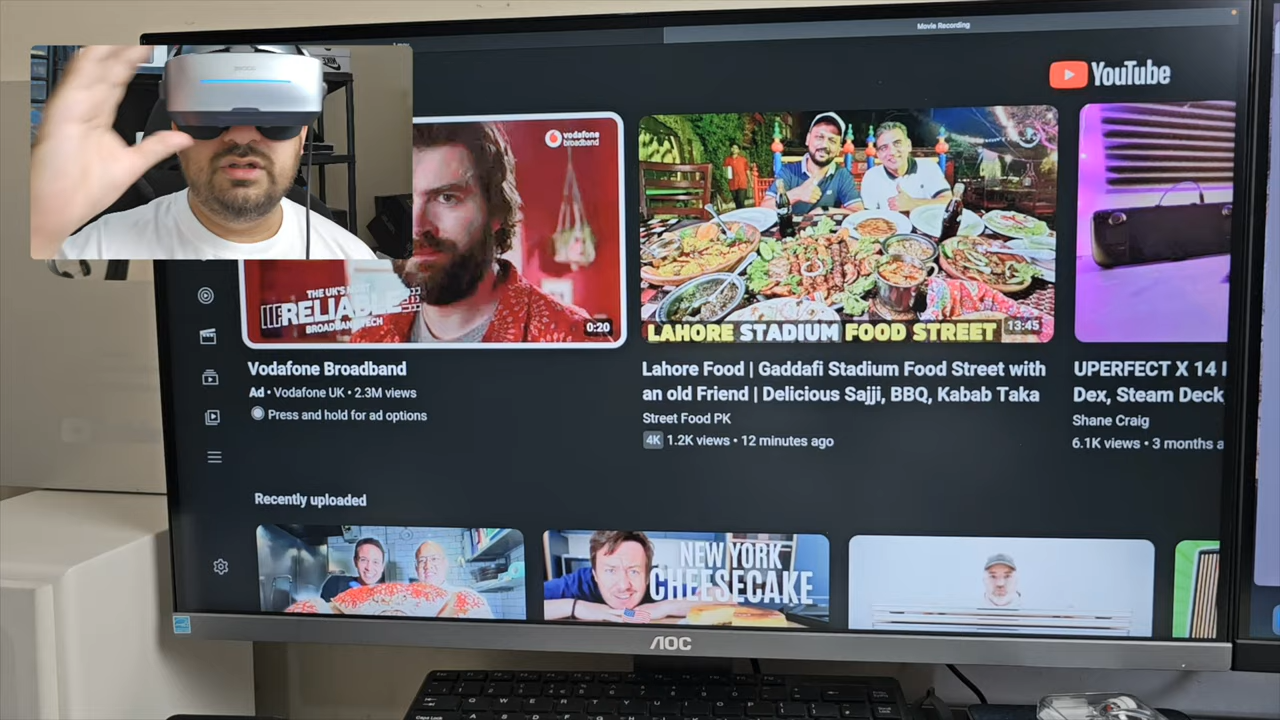 Movie Recording
YouTube
vodafone
broadband
THE UK'S MOST
RELIABLE
BROADBAND TECH
0:20
LAHORE STADIUM FOOD STREET
13:45
Vodafone Broadband
Ad • Vodafone UK • 2.3M views
Press and hold for ad options
Lahore Food | Gaddafi Stadium Food Street with
an old Friend | Delicious Sajji, BBQ, Kabab Taka
Street Food PK
4K 1.2K views • 12 minutes ago
UPERFECT X 14
Dex, Steam Deck,
Shane Craig
6.1K views • 3 months a
Recently uploaded
NEW YORK
CHEESECAKE
AOC